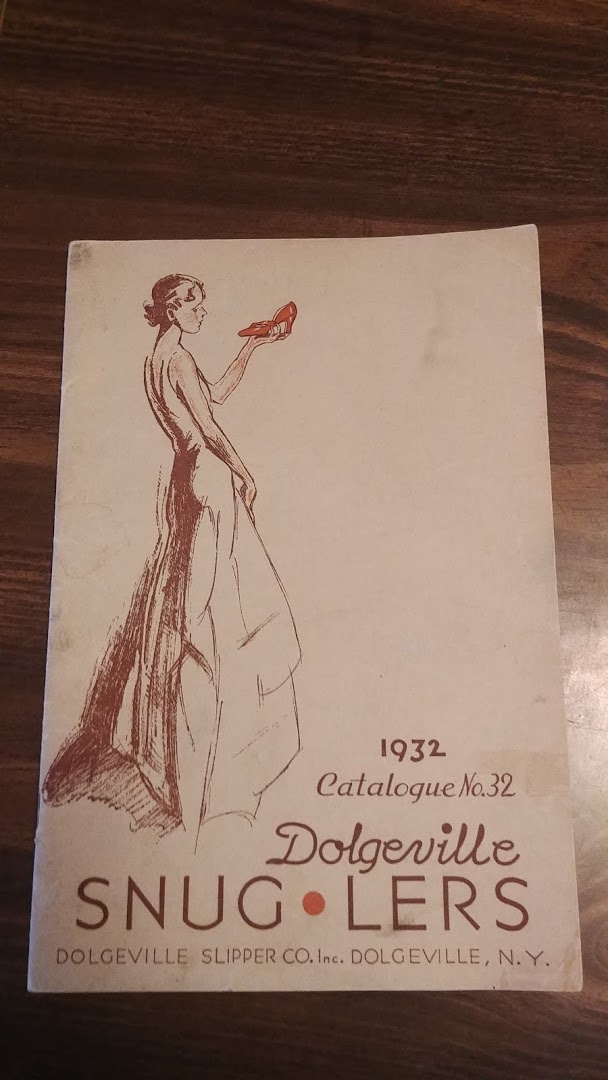 1932
Catalogue No.32
Dolgeville
SNUG•LERS
DOLGEVILLE SLIPPER CO. Inc. DOLGEVILLE, N.Y.